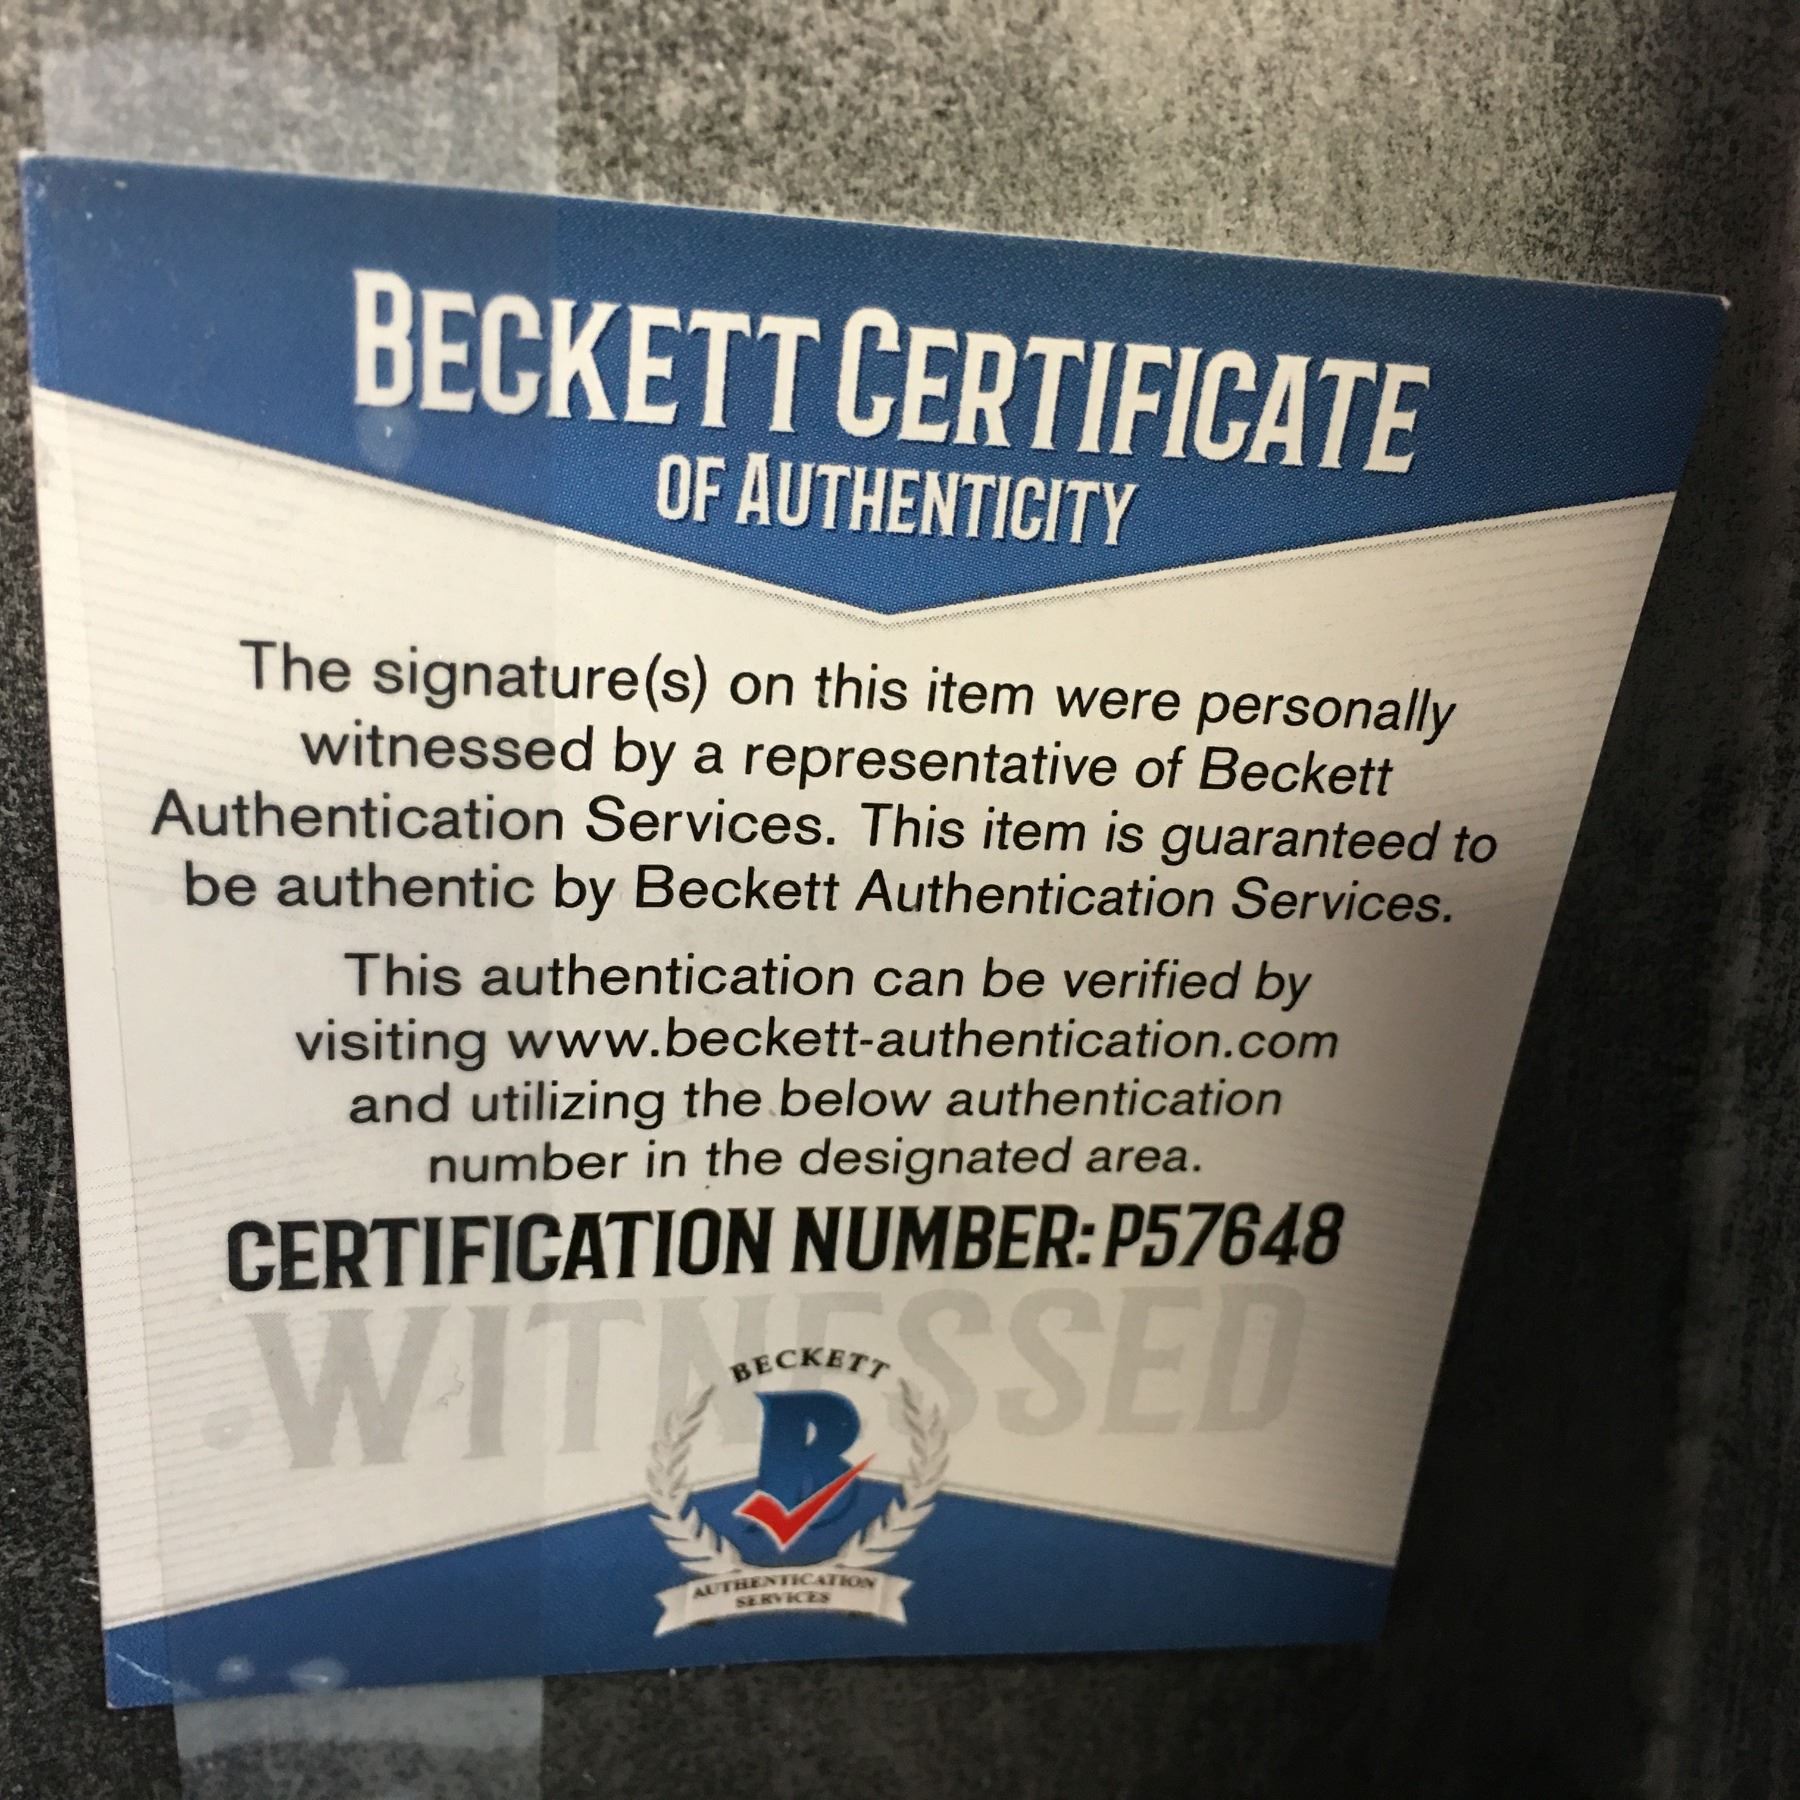 BECKETT CERTIFICATE
OF AUTHENTICITY
The signature(s) on this item were personally
witnessed by a representative of Beckett
Authentication Services. This item is guaranteed to
be authentic by Beckett Authentication Services.
This authentication can be verified by
visiting www.beckett-authentication.com
and utilizing the below authentication
number in the designated area.
CERTIFICATION NUMBER: P57648
WITNESSED
BECKETT
B
AUTHENTICATION
SERVICES